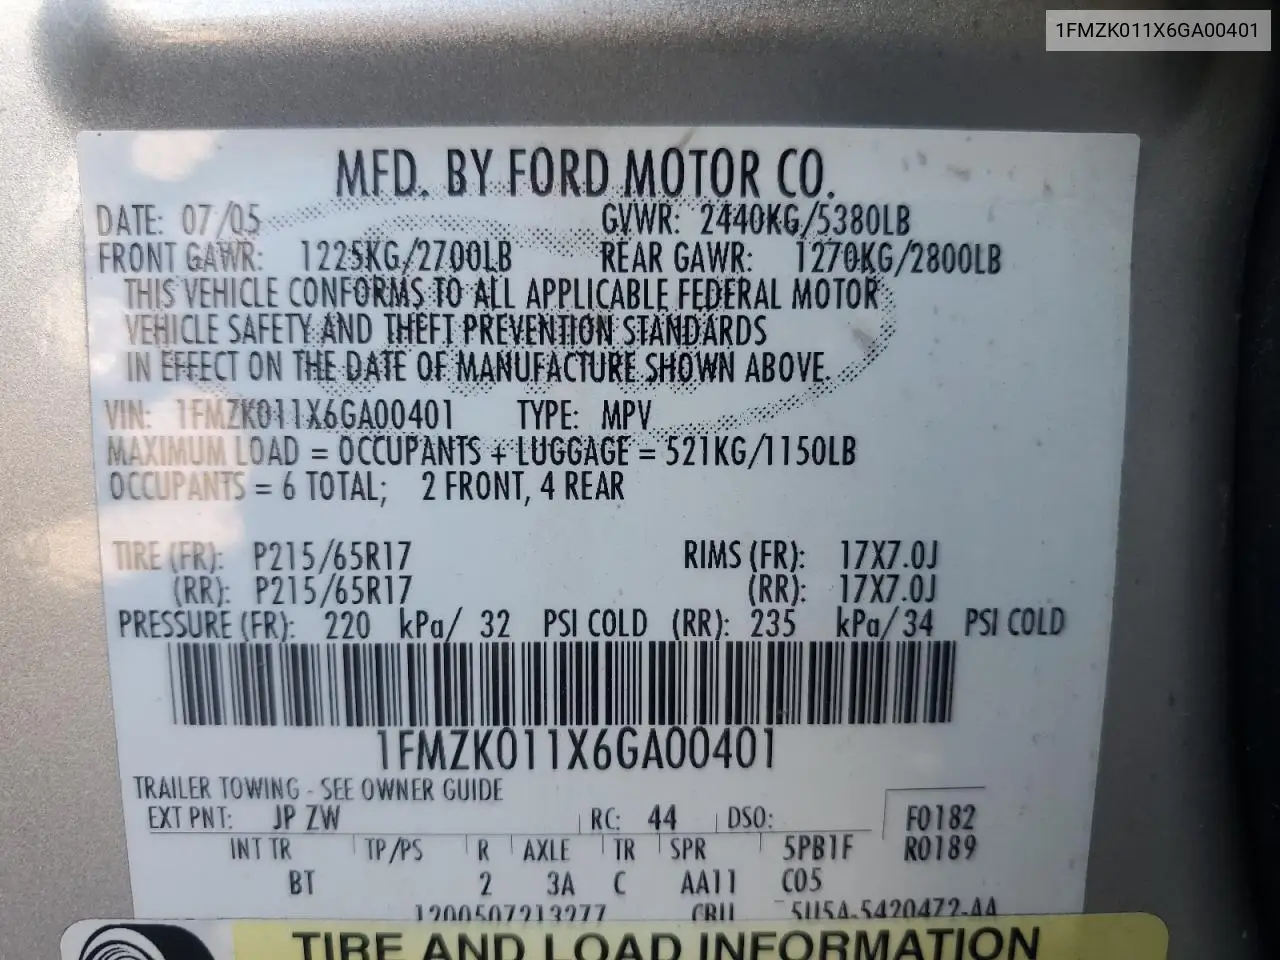 1FMZK011X6GA00401
MFD. BY FORD MOTOR CO.
DATE: 07/05 GVWR: 2440KG/5380LB
FRONT GAWR: 1225KG/2700LB REAR GAWR: 1270KG/2800LB
THIS VEHICLE CONFORMS TO ALL APPLICABLE FEDERAL MOTOR
VEHICLE SAFETY AND THEFT PREVENTION STANDARDS
IN EFFECT ON THE DATE OF MANUFACTURE SHOWN ABOVE.
VIN: 1FMZK011X6GA00401 TYPE: MPV
MAXIMUM LOAD = OCCUPANTS + LUGGAGE = 521KG/1150LB
OCCUPANTS = 6 TOTAL; 2 FRONT, 4 REAR
TIRE (FR): P215/65R17 RIMS (FR): 17X7.0J
(RR): P215/65R17 (RR): 17X7.0J
PRESSURE (FR): 220 kPa/ 32 PSI COLD (RR): 235 kPa/34 PSI COLD
1FMZK011X6GA00401
TRAILER TOWING - SEE OWNER GUIDE
EXT PNT: JP ZW RC: 44 DSO: F0182
INT TR TP/PS R AXLE TR SPR 5PB1F R0189
BT 2 3A C AA11 C05
1200507213277 CBU 5U5A-5420472-AA
TIRE AND LOAD INFORMATION